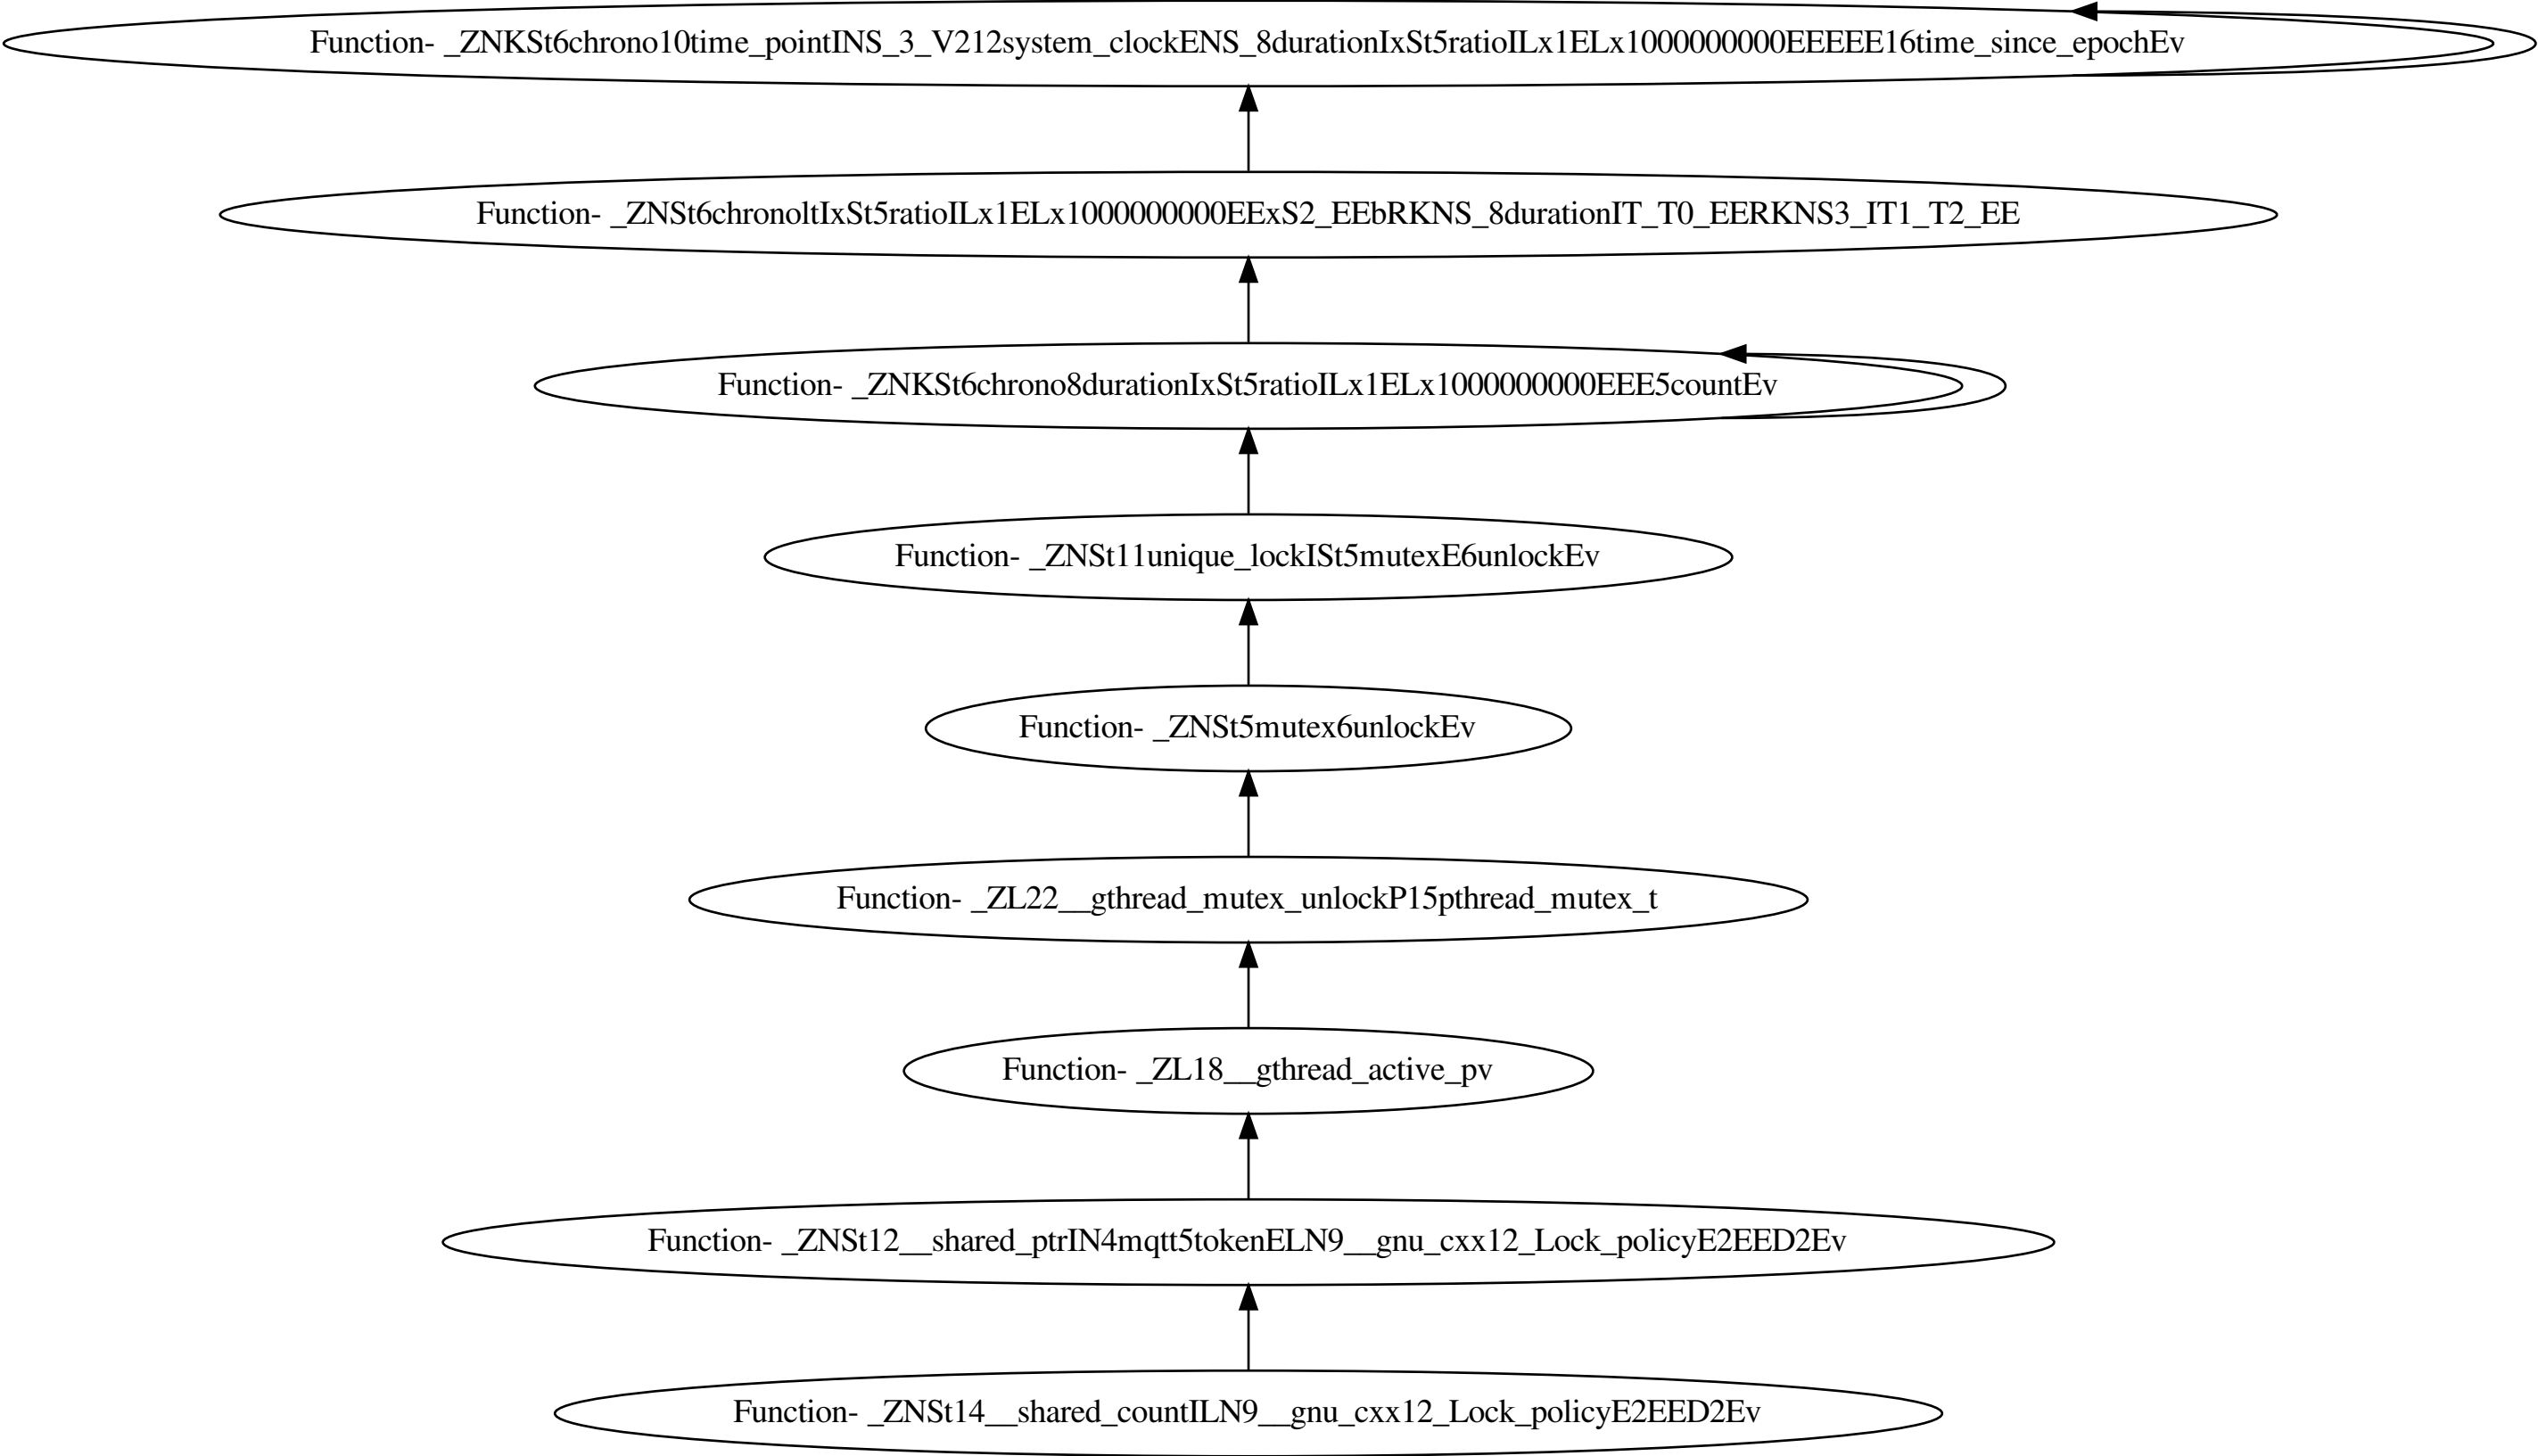 Function- _ZNKSt6chrono10time_pointINS_3_V212system_clockENS_8durationIxSt5ratioILx1ELx1000000000EEEEE16time_since_epochEv
Function- _ZNSt6chronoltIxSt5ratioILx1ELx1000000000EExS2_EEbRKNS_8durationIT_T0_EERKNS3_IT1_T2_EE
Function- _ZNKSt6chrono8durationIxSt5ratioILx1ELx1000000000EEE5countEv
Function- _ZNSt11unique_lockISt5mutexE6unlockEv
Function- _ZNSt5mutex6unlockEv
Function- _ZL22__gthread_mutex_unlockP15pthread_mutex_t
Function- _ZL18__gthread_active_pv
Function- _ZNSt12__shared_ptrIN4mqtt5tokenELN9__gnu_cxx12_Lock_policyE2EED2Ev
Function- _ZNSt14__shared_countILN9__gnu_cxx12_Lock_policyE2EED2Ev